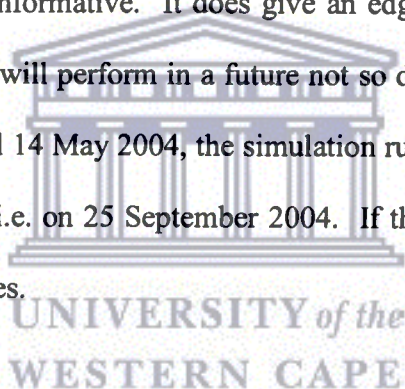 nformative. It does give an edg
will perform in a future not so d
l 14 May 2004, the simulation ru
i.e. on 25 September 2004. If th
es.
UNIVERSITY of the
WESTERN CAPE